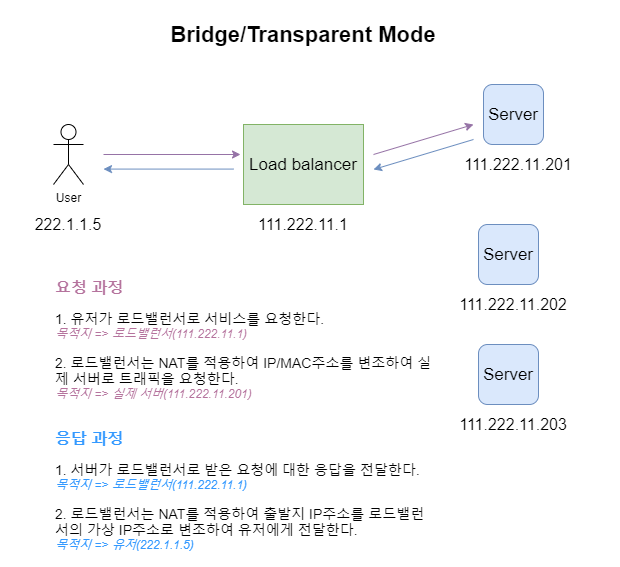 Bridge/Transparent Mode
Server
111.222.11.201
Load balancer
111.222.11.1
User
222.1.1.5
Server
111.222.11.202
Server
111.222.11.203
요청 과정
1. 유저가 로드밸런서로 서비스를 요청한다.
목적지 => 로드밸런서(111.222.11.1)
2. 로드밸런서는 NAT를 적용하여 IP/MAC주소를 변조하여 실
제 서버로 트래픽을 요청한다.
목적지 => 실제 서버(111.222.11.201)
응답 과정
1. 서버가 로드밸런서로 받은 요청에 대한 응답을 전달한다.
목적지 => 로드밸런서(111.222.11.1)
2. 로드밸런서는 NAT를 적용하여 출발지 IP주소를 로드밸런
서의 가상 IP주소로 변조하여 유저에게 전달한다.
목적지 => 유저(222.1.1.5)